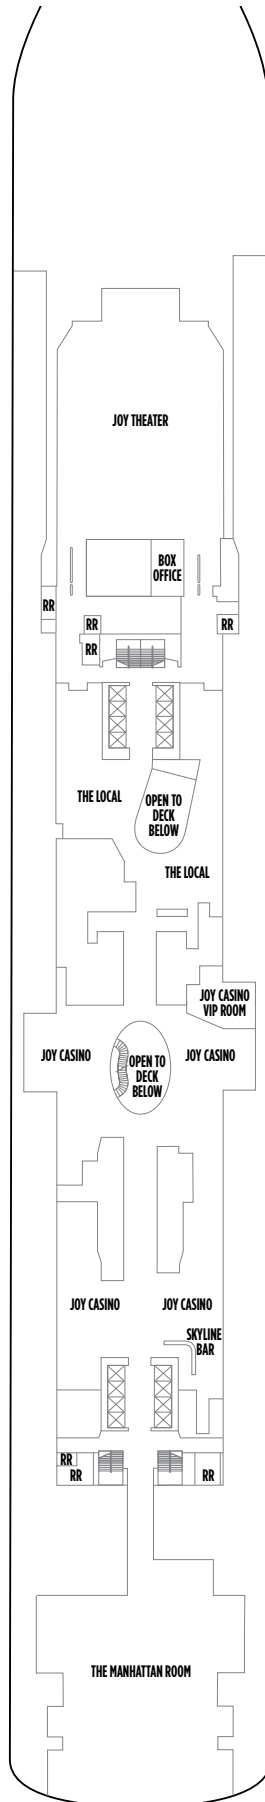 JOY THEATER
BOX
OFFICE
RR
RR
RR
RR
THE LOCAL
OPEN TO
DECK
BELOW
THE LOCAL
JOY CASINO
VIP ROOM
JOY CASINO
OPEN TO
DECK
BELOW
JOY CASINO
JOY CASINO
JOY CASINO
SKYLINE
BAR
RR
RR
RR
THE MANHATTAN ROOM